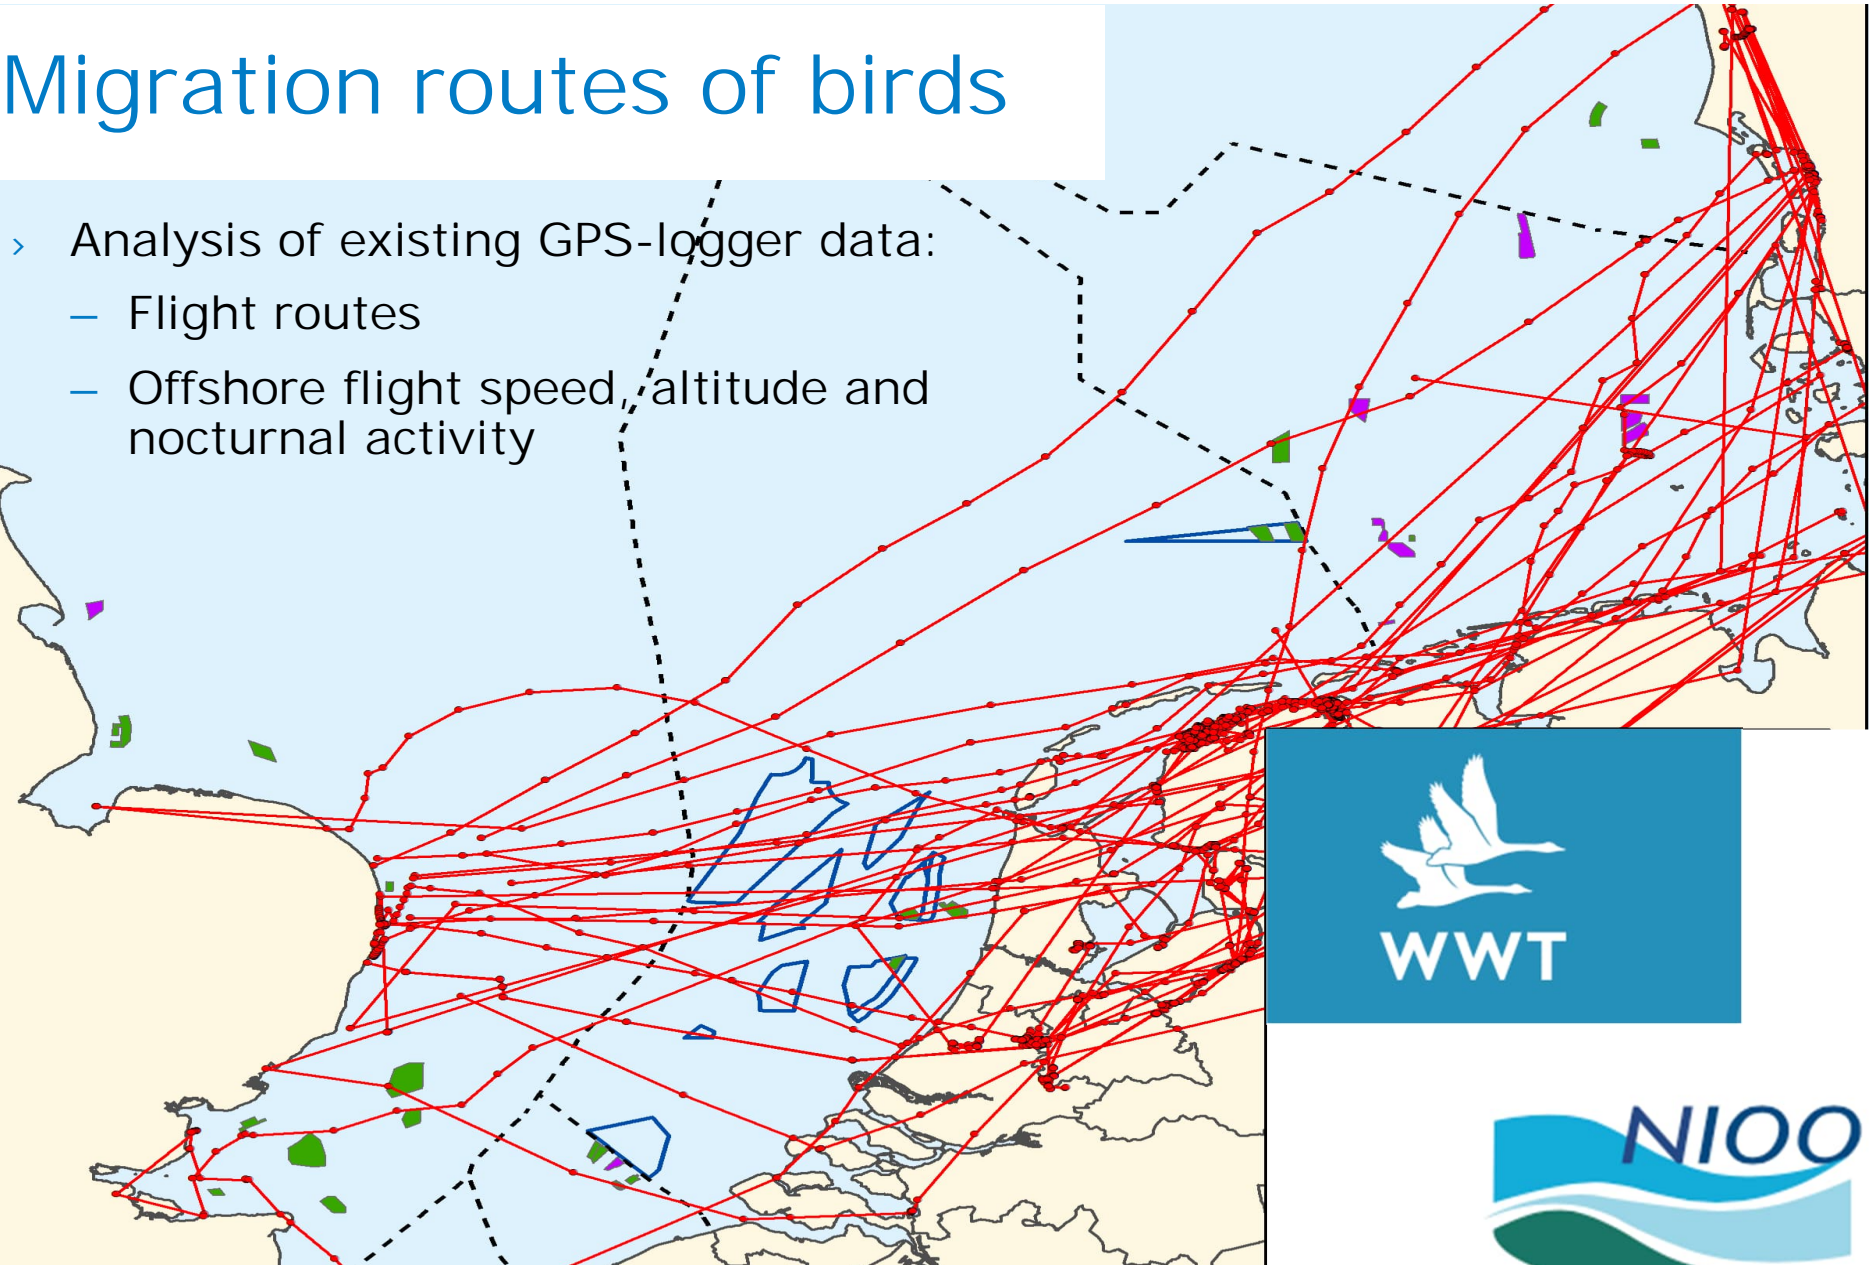 Migration routes of birds
› Analysis of existing GPS-logger data:
– Flight routes
– Offshore flight speed, altitude and
nocturnal activity
WWT
NIOO